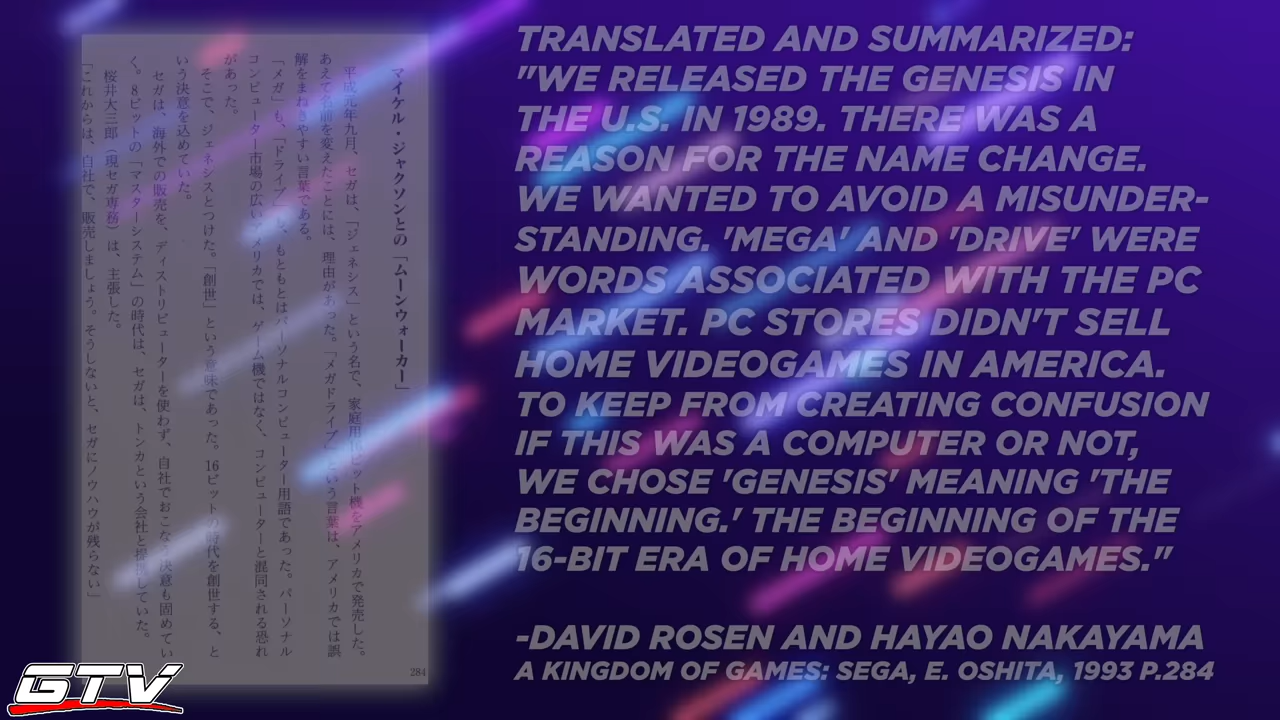 マイケル・ジャクソンとの「ムーンウォーカー」
平成元年九月、セガは、「ジェネシス」という名で、家庭用16ビット機をアメリカで発売した。
あえて名前を変えたことには、理由があった。「メガドライブ」という言葉は、アメリカでは誤
解をまねきやすい言葉である。
「メガ」も、「ドライブ」も、もともとはパーソナルコンピューター用語であった。パーソナル
コンピューター市場の広いアメリカでは、ゲーム機ではなく、コンピューターと混同される恐れ
があった。
そこで、ジェネシスとつけた。「創世」という意味であった。16ビットの時代を創世する、と
いう決意を込めていた。
セガは、海外での販売を、ディストリビューターを使わず、自社でおこなう決意も固めてい
く。8ビットの「マスターシステム」の時代は、セガは、トンカという会社と提携していた。
桜井大三郎（現セガ専務）は、主張した。
「これからは、自社で、販売しましょう。そうしないと、セガにノウハウが残らない」
284
TRANSLATED AND SUMMARIZED:
"WE RELEASED THE GENESIS IN
THE U.S. IN 1989. THERE WAS A
REASON FOR THE NAME CHANGE.
WE WANTED TO AVOID A MISUNDER-
STANDING. 'MEGA' AND 'DRIVE' WERE
WORDS ASSOCIATED WITH THE PC
MARKET. PC STORES DIDN'T SELL
HOME VIDEOGAMES IN AMERICA.
TO KEEP FROM CREATING CONFUSION
IF THIS WAS A COMPUTER OR NOT,
WE CHOSE 'GENESIS' MEANING 'THE
BEGINNING.' THE BEGINNING OF THE
16-BIT ERA OF HOME VIDEOGAMES."
-DAVID ROSEN AND HAYAO NAKAYAMA
A KINGDOM OF GAMES: SEGA, E. OSHITA, 1993 P.284
GTV